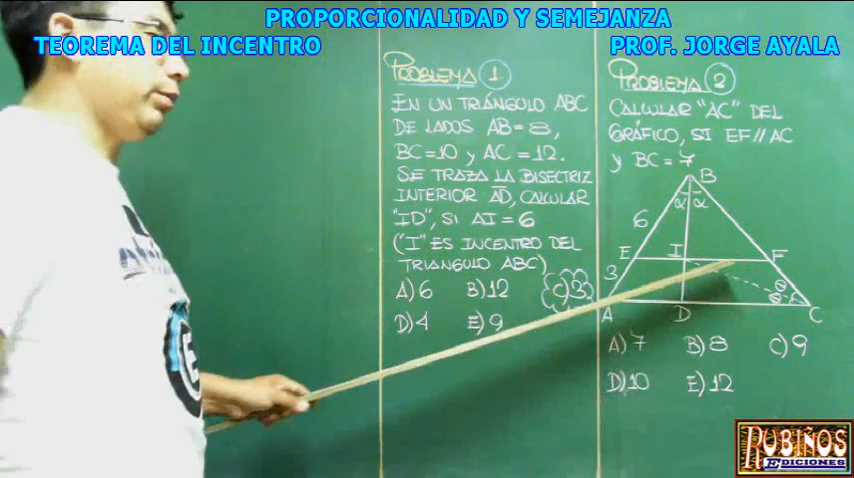 PROPORCIONALIDAD Y SEMEJANZA
TEOREMA DEL INCENTRO
PROF. JORGE AYALA
PROBLEMA 1
EN UN TRIÁNGULO ABC
DE LADOS AB=8,
BC=10 y AC=12.
SE TRAZA LA BISECTRIZ
INTERIOR AD, CALCULAR
"ID", SI AI=6
("I" ES INCENTRO DEL
TRIANGULO ABC)
A) 6 B) 12 C) 3
D) 4 E) 9
PROBLEMA 2
CALCULAR "AC" DEL
GRÁFICO, SI EF//AC
y BC=7
B
α α
6
E I F
3 θ
θ
A D C
A) 7 B) 8 C) 9
D) 10 E) 12
RUBIÑOS
EDICIONES